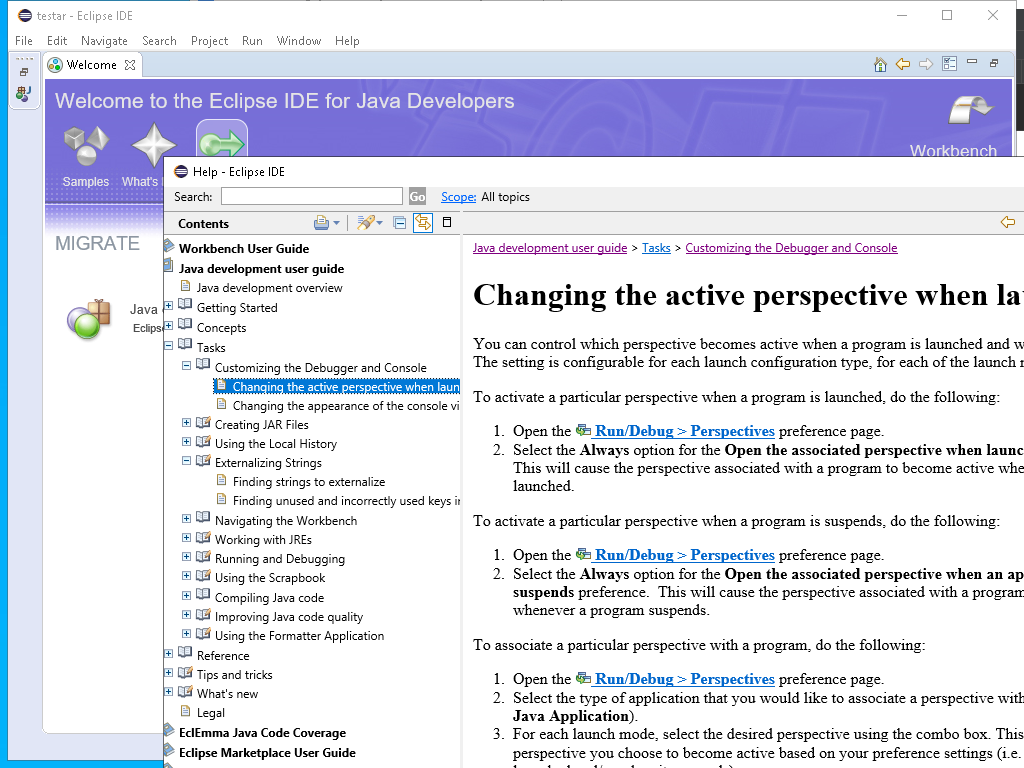 testar - Eclipse IDE
File Edit Navigate Search Project Run Window Help
Welcome
Welcome to the Eclipse IDE for Java Developers
Workbench
Samples What's
MIGRATE
Java
Eclips
Help - Eclipse IDE
Search: Go Scope: All topics
Contents
Workbench User Guide
Java development user guide
Java development overview
Getting Started
Concepts
Tasks
Customizing the Debugger and Console
Changing the active perspective when laun
Changing the appearance of the console vi
Creating JAR Files
Using the Local History
Externalizing Strings
Finding strings to externalize
Finding unused and incorrectly used keys i
Navigating the Workbench
Working with JREs
Running and Debugging
Using the Scrapbook
Compiling Java code
Improving Java code quality
Using the Formatter Application
Reference
Tips and tricks
What's new
Legal
EclEmma Java Code Coverage
Eclipse Marketplace User Guide
Java development user guide > Tasks > Customizing the Debugger and Console
Changing the active perspective when la
You can control which perspective becomes active when a program is launched and w
The setting is configurable for each launch configuration type, for each of the launch
To activate a particular perspective when a program is launched, do the following:
1. Open the Run/Debug > Perspectives preference page.
2. Select the Always option for the Open the associated perspective when launc
This will cause the perspective associated with a program to become active whe
launched.
To activate a particular perspective when a program is suspends, do the following:
1. Open the Run/Debug > Perspectives preference page.
2. Select the Always option for the Open the associated perspective when an ap
suspends preference. This will cause the perspective associated with a program
whenever a program suspends.
To associate a particular perspective with a program, do the following:
1. Open the Run/Debug > Perspectives preference page.
2. Select the type of application that you would like to associate a perspective with
Java Application).
3. For each launch mode, select the desired perspective using the combo box. This
perspective you choose to become active based on your preference settings (i.e.